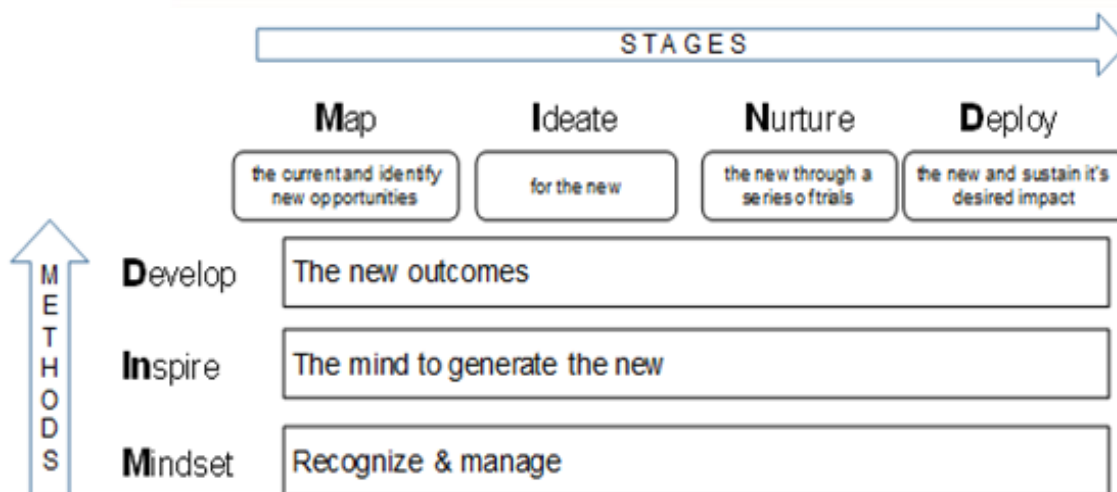 STAGES
Map
Ideate
Nurture
Deploy
the current and identify
new opportunities
for the new
the new through a
series of trials
the new and sustain it's
desired impact
METHODS
Develop
The new outcomes
Inspire
The mind to generate the new
Mindset
Recognize & manage